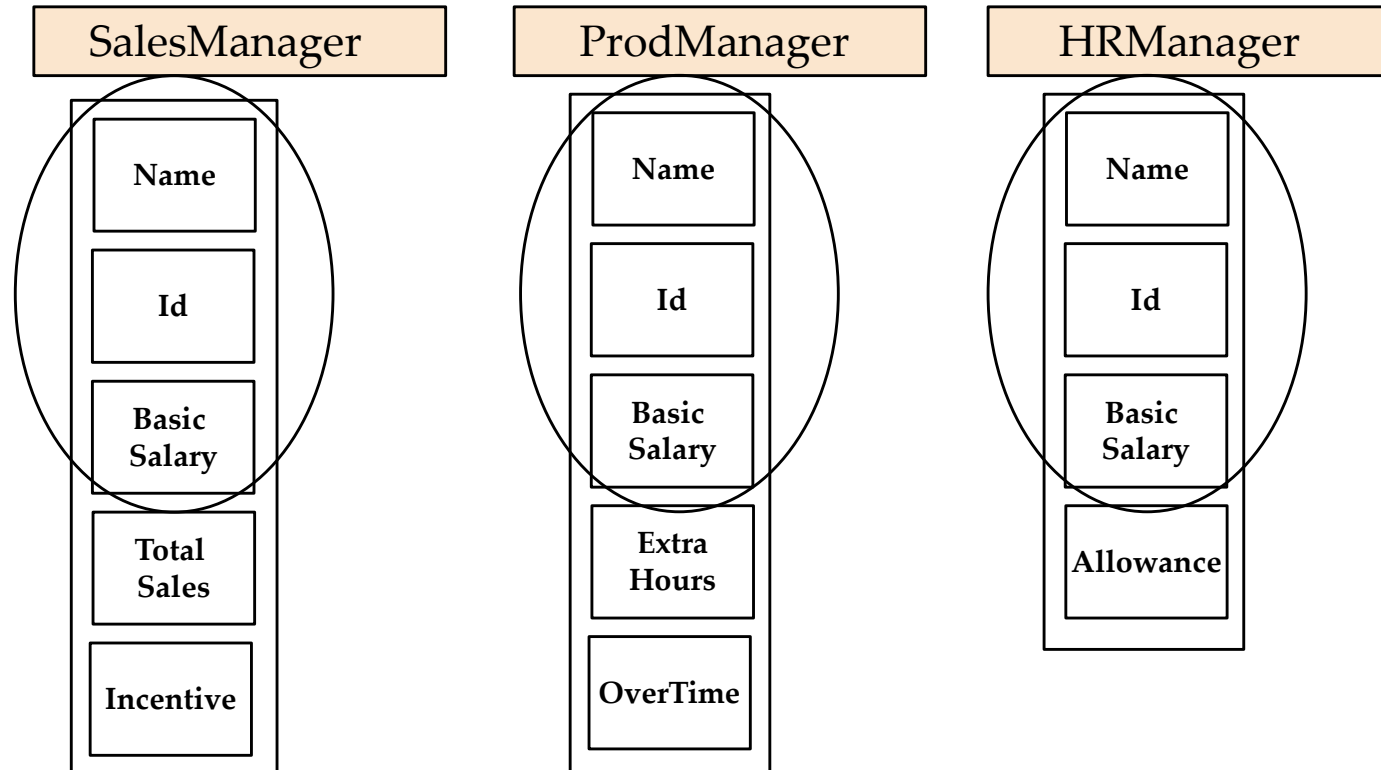 SalesManager
Name
Id
Basic
Salary
Total
Sales
Incentive
ProdManager
Name
Id
Basic
Salary
Extra
Hours
OverTime
HRManager
Name
Id
Basic
Salary
Allowance